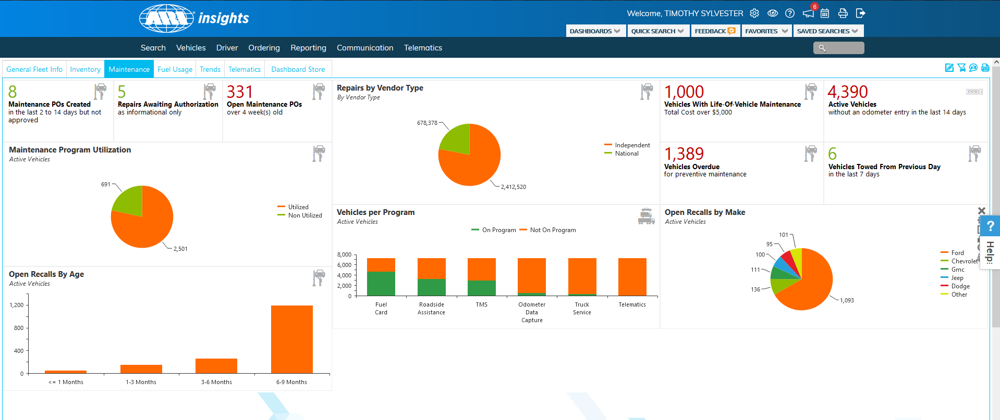 ARI insights
Welcome, TIMOTHY SYLVESTER
6
DASHBOARDS
QUICK SEARCH
FEEDBACK
FAVORITES
SAVED SEARCHES
Search
Vehicles
Driver
Ordering
Reporting
Communication
Telematics
General Fleet Info
Inventory
Maintenance
Fuel Usage
Trends
Telematics
Dashboard Store
PDF
8
Maintenance POs Created
in the last 2 to 14 days but not
approved
5
Repairs Awaiting Authorization
as informational only
331
Open Maintenance POs
over 4 week(s) old
Maintenance Program Utilization
Active Vehicles
691
2,501
Utilized
Non Utilized
Open Recalls By Age
Active Vehicles
1,200
800
400
0
<= 1 Months
1-3 Months
3-6 Months
6-9 Months
Repairs by Vendor Type
By Vendor Type
678,378
2,412,520
Independent
National
Vehicles per Program
Active Vehicles
On Program
Not On Program
8,000
6,000
4,000
2,000
0
Fuel
Card
Roadside
Assistance
TMS
Odometer
Data
Capture
Truck
Service
Telematics
1,000
Vehicles With Life-Of-Vehicle Maintenance
Total Cost over $5,000
4,390
Active Vehicles
without an odometer entry in the last 14 days
1,389
Vehicles Overdue
for preventive maintenance
6
Vehicles Towed From Previous Day
in the last 7 days
Open Recalls by Make
Active Vehicles
101
95
100
111
136
1,093
Ford
Chevrolet
Gmc
Jeep
Dodge
Other
?
Help